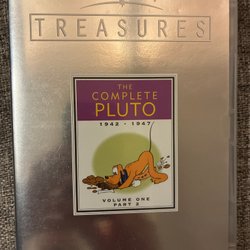 TREASURES
THE
COMPLETE
PLUTO
1942 • 1947
VOLUME ONE
PART 2